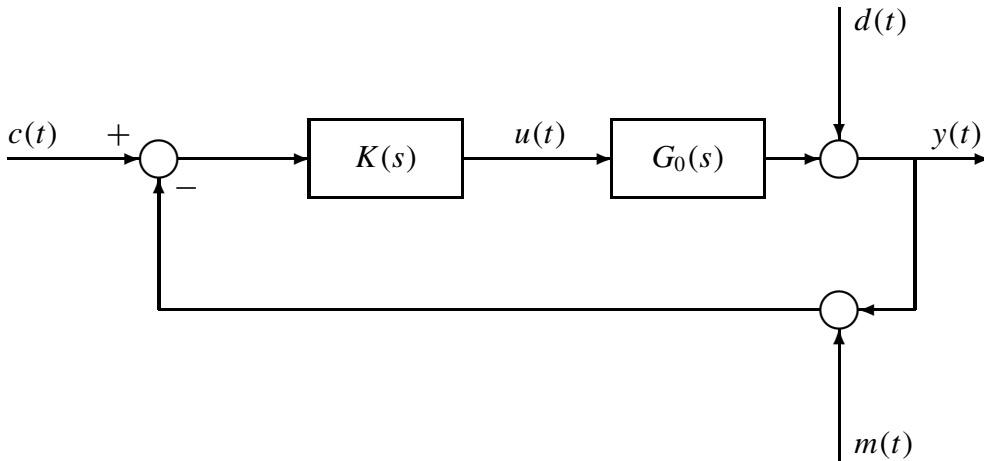 d(t)
c(t)
+
K(s)
u(t)
G₀(s)
y(t)
−
m(t)